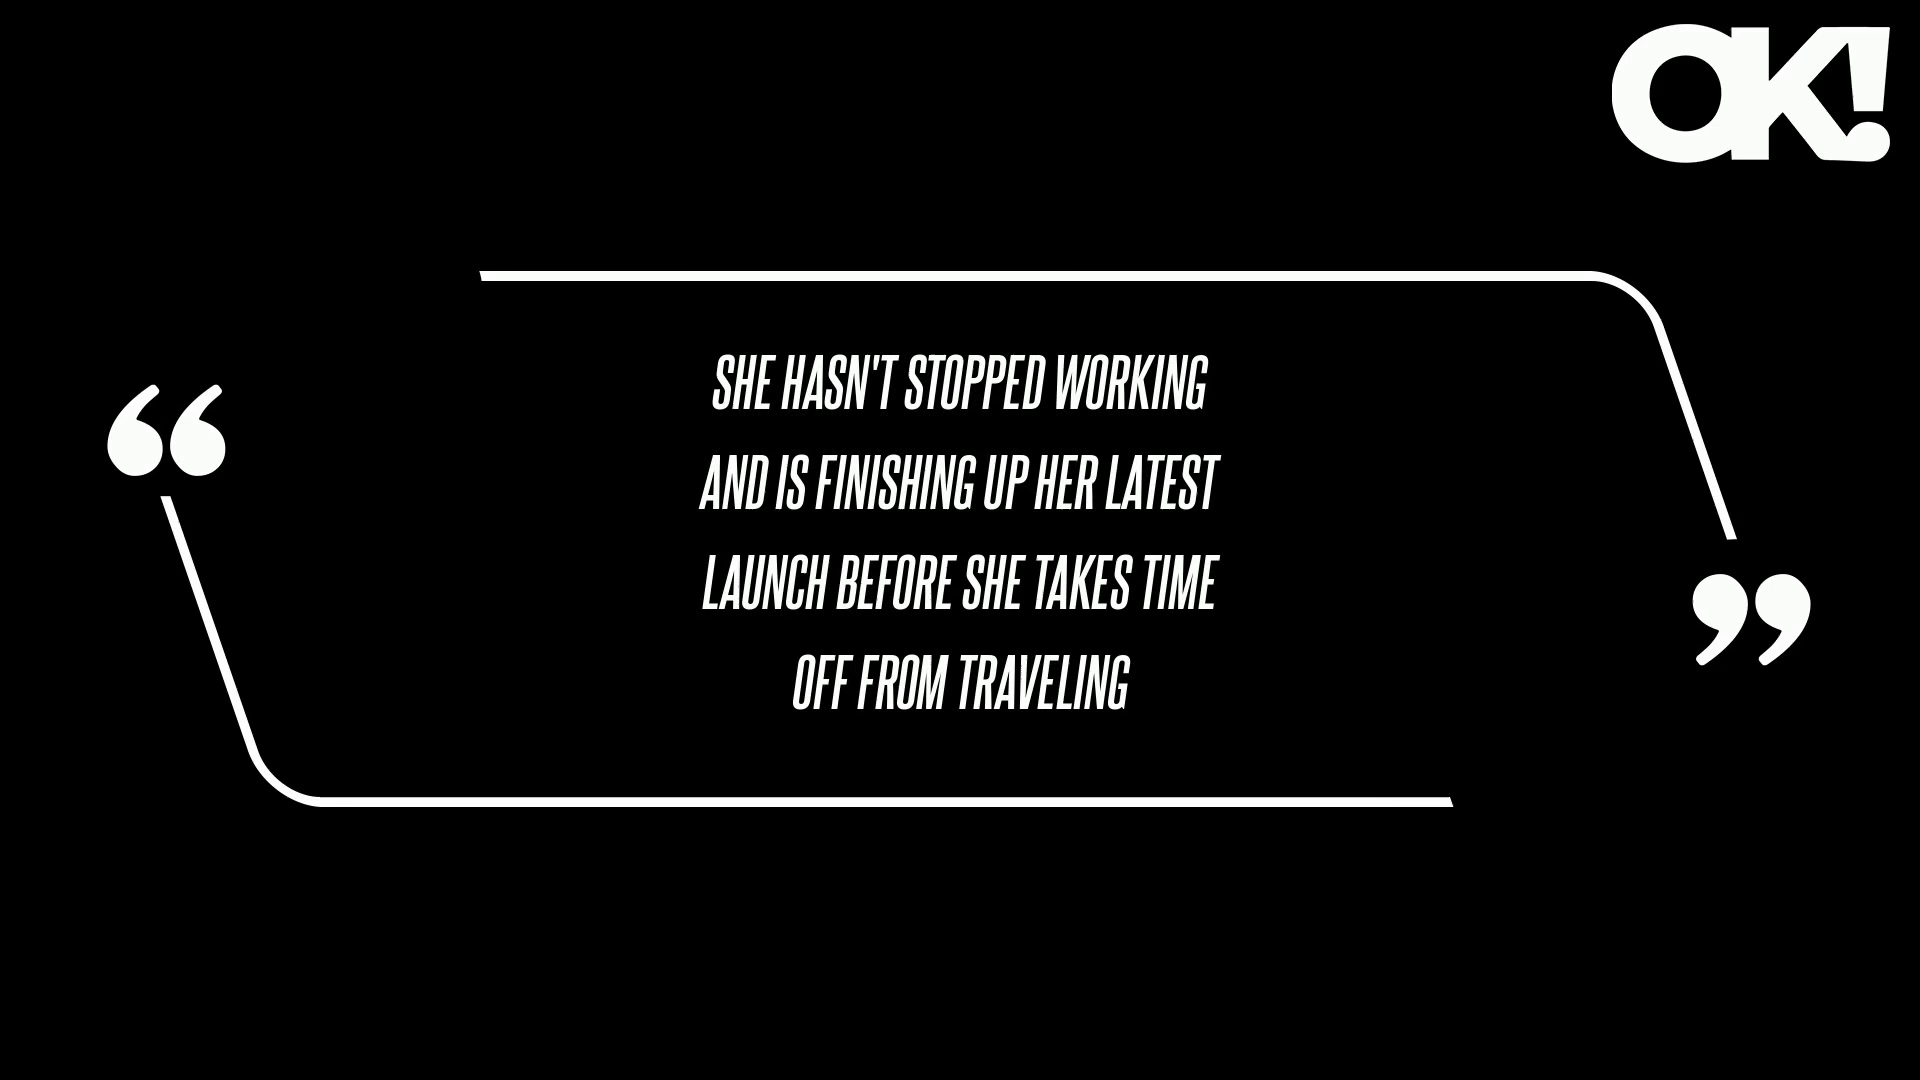 OK!
“
SHE HASN'T STOPPED WORKING
AND IS FINISHING UP HER LATEST
LAUNCH BEFORE SHE TAKES TIME
OFF FROM TRAVELING
”